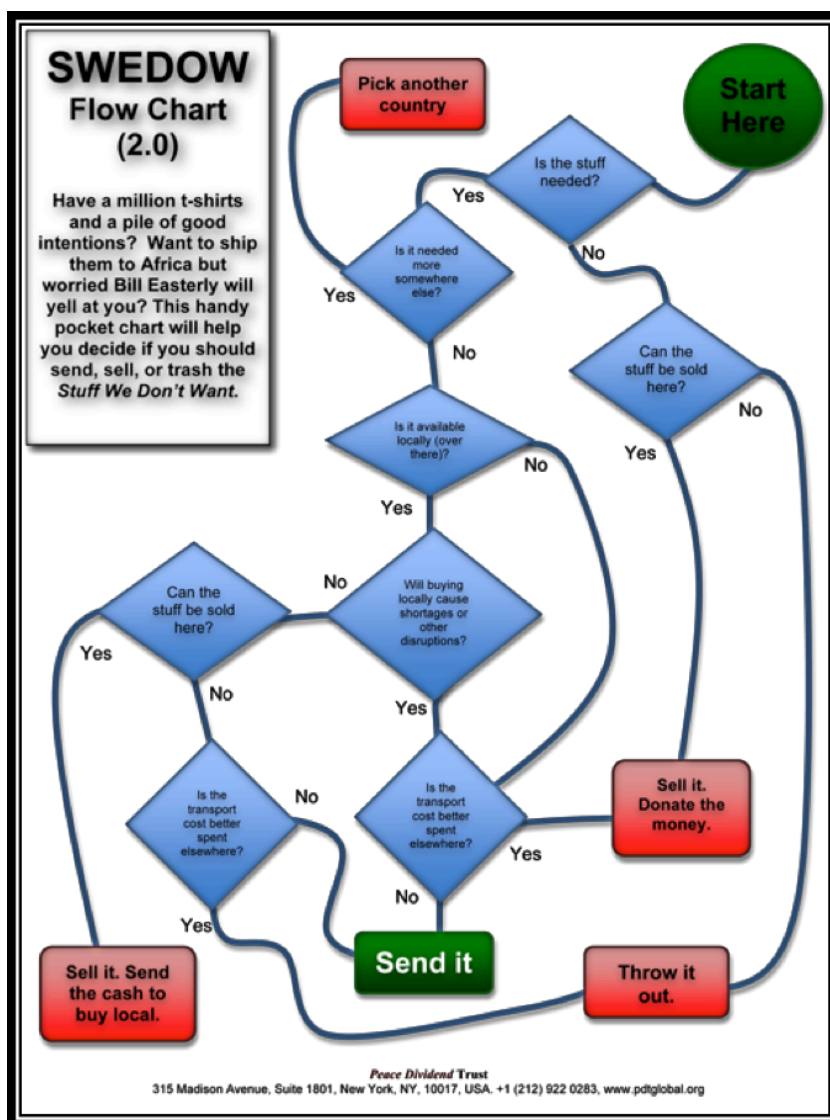 SWEDOW
Flow Chart
(2.0)
Have a million t-shirts
and a pile of good
intentions? Want to ship
them to Africa but
worried Bill Easterly will
yell at you? This handy
pocket chart will help
you decide if you should
send, sell, or trash the
Stuff We Don't Want.
Pick another
country
Start
Here
Is the stuff
needed?
Yes
No
Is it needed
more
somewhere
else?
Yes
No
Can the
stuff be sold
here?
No
Yes
Is it available
locally (over
there)?
No
Yes
Will buying
locally cause
shortages or
other
disruptions?
No
Yes
Can the
stuff be sold
here?
Yes
No
Is the
transport
cost better
spent
elsewhere?
No
Yes
Is the
transport
cost better
spent
elsewhere?
Yes
No
Sell it.
Donate the
money.
Sell it. Send
the cash to
buy local.
Send it
Throw it
out.
Peace Dividend Trust
315 Madison Avenue, Suite 1801, New York, NY, 10017, USA. +1 (212) 922 0283, www.pdtglobal.org